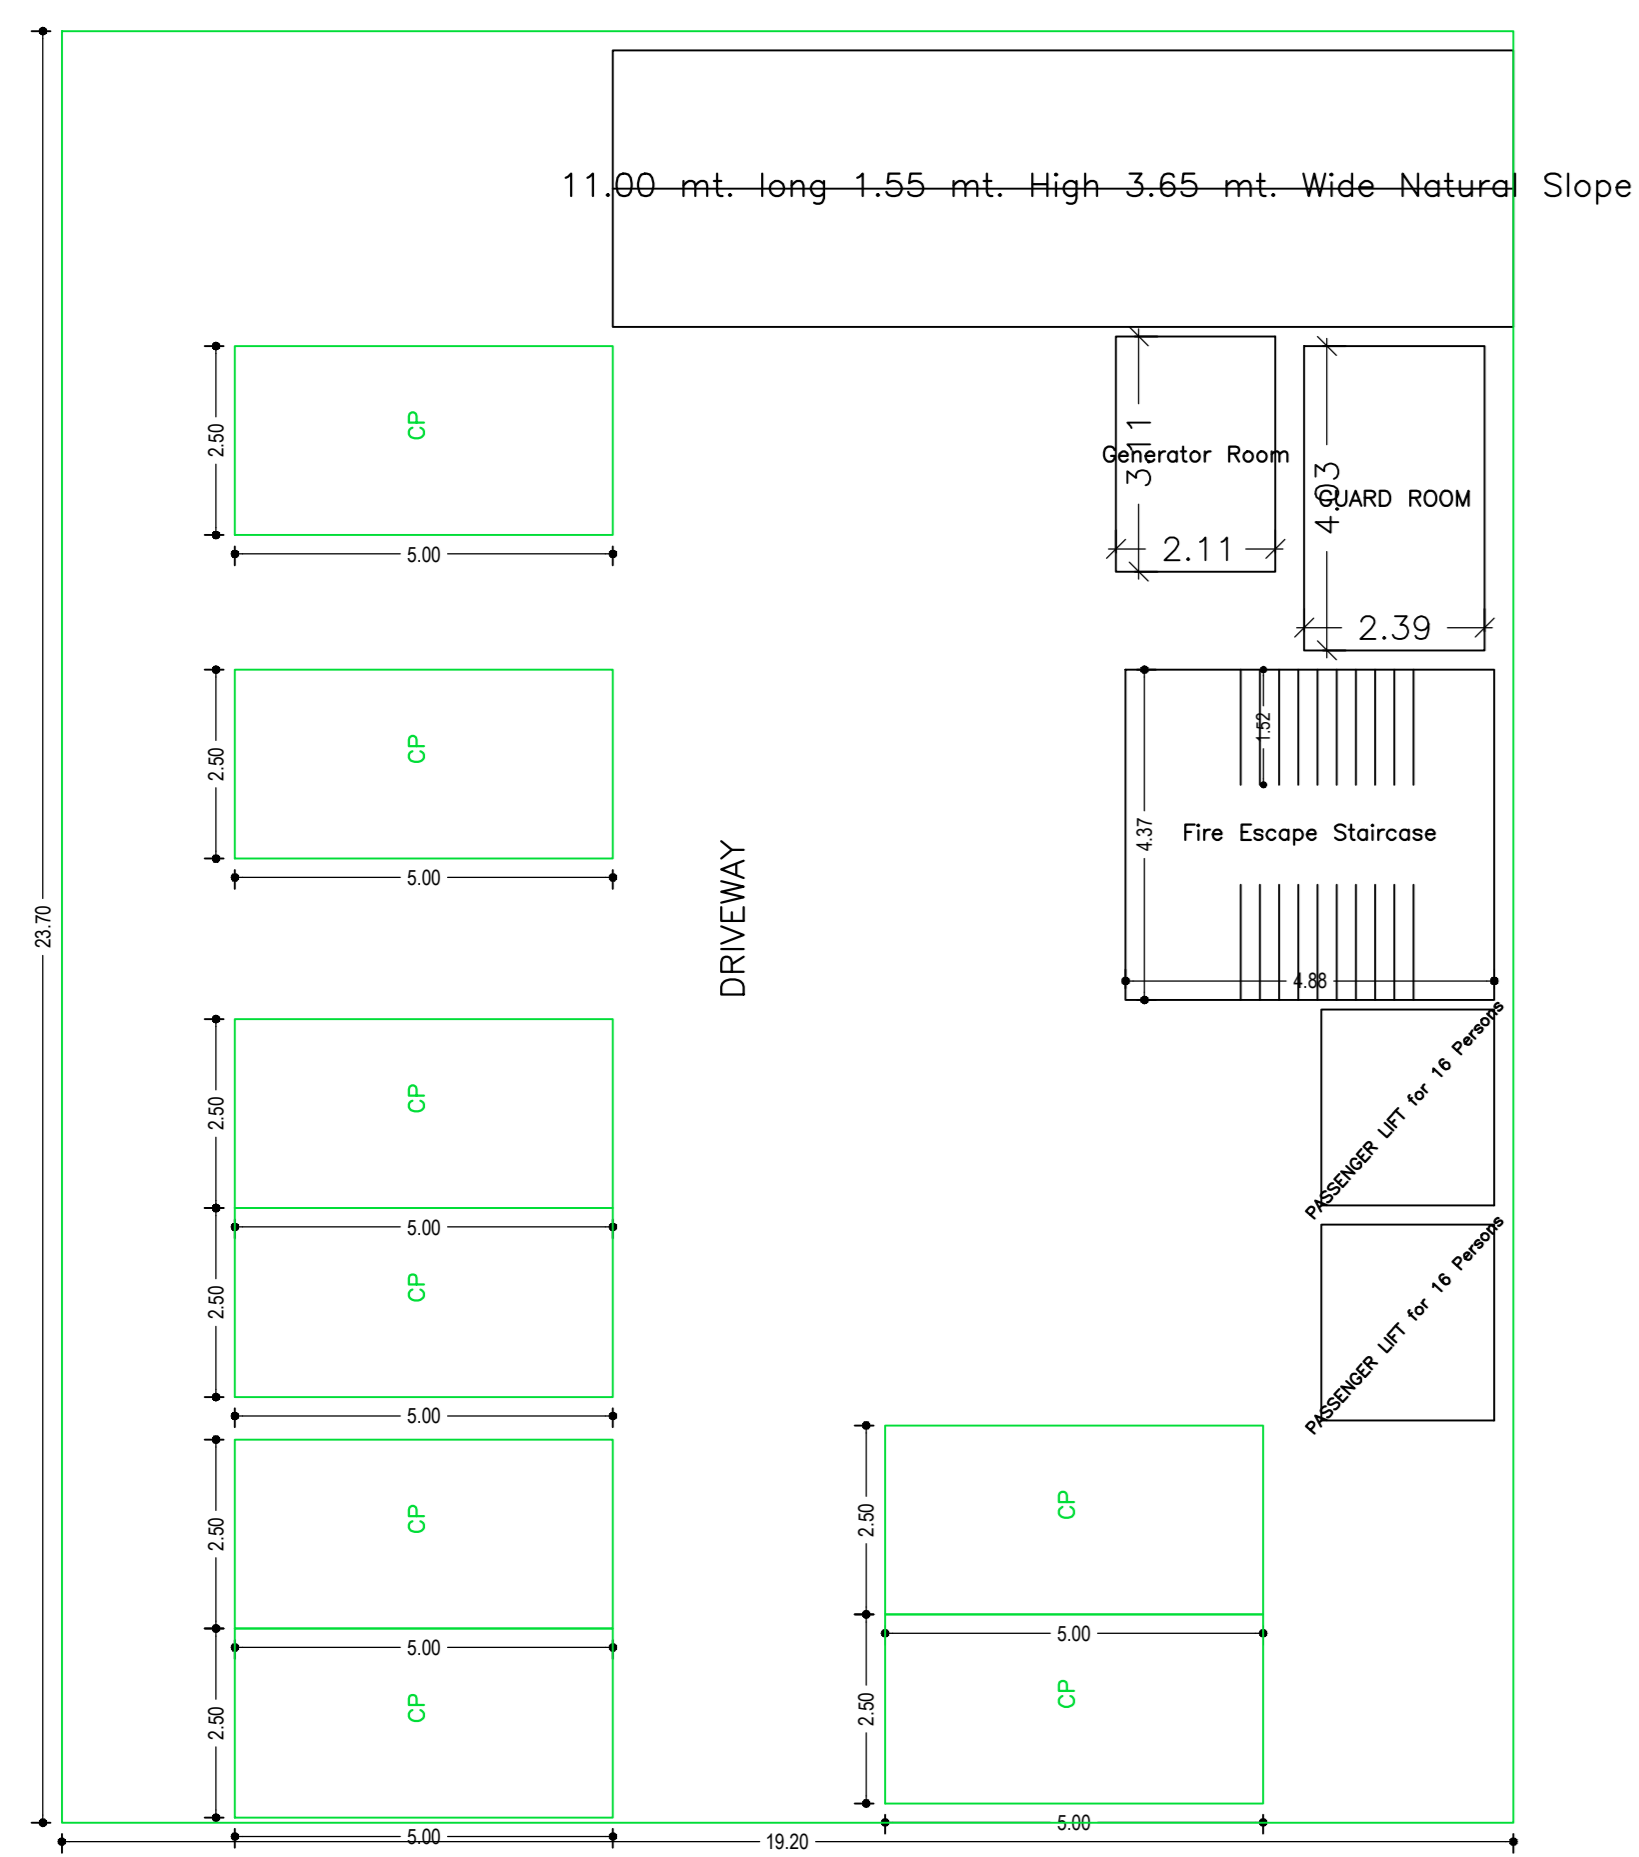 11.00 mt. long 1.55 mt. High 3.65 mt. Wide Natural Slope
2.50
CP
5.00
3.11
Generator Room
2.11
4.03
GUARD ROOM
2.39
2.50
CP
5.00
1.52
4.37
Fire Escape Staircase
4.88
DRIVEWAY
23.70
2.50
CP
5.00
PASSENGER LIFT for 16 Persons
2.50
CP
5.00
PASSENGER LIFT for 16 Persons
2.50
CP
5.00
2.50
CP
5.00
2.50
CP
5.00
2.50
CP
5.00
19.20